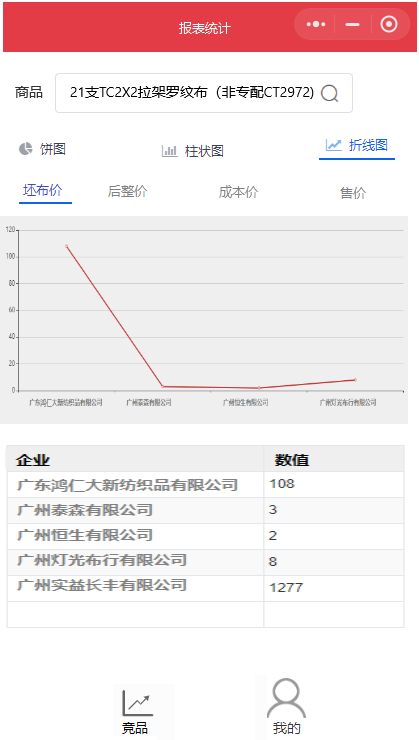 报表统计
商品 21支TC2X2拉架罗纹布（非专配CT2972)
饼图 柱状图 折线图
坯布价 后整价 成本价 售价
120
100
80
60
40
20
0
广东鸿仁大新纺织品有限公司 广州泰森有限公司 广州恒生有限公司 广州灯光布行有限公司
企业 数值
广东鸿仁大新纺织品有限公司 108
广州泰森有限公司 3
广州恒生有限公司 2
广州灯光布行有限公司 8
广州实益长丰有限公司 1277
竞品 我的